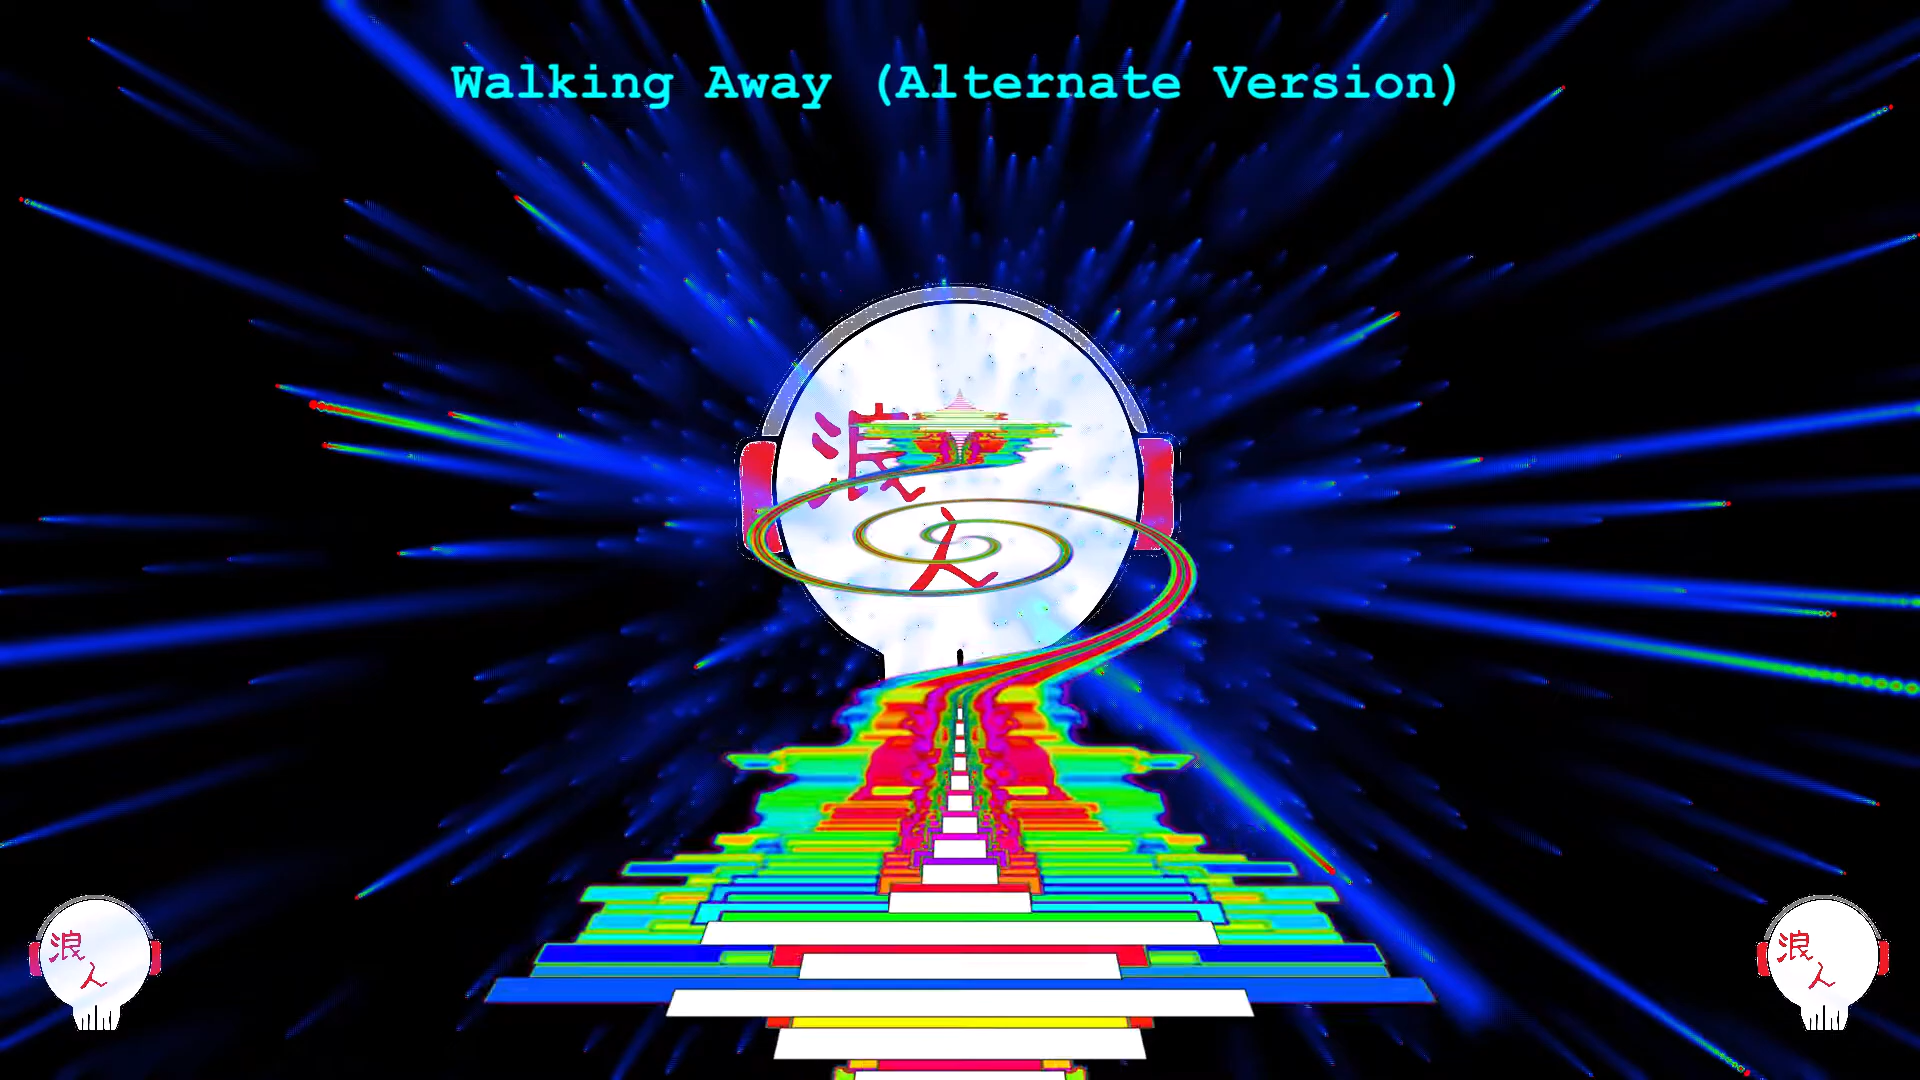 Walking Away (Alternate Version)
浪
人
浪
人
浪
人